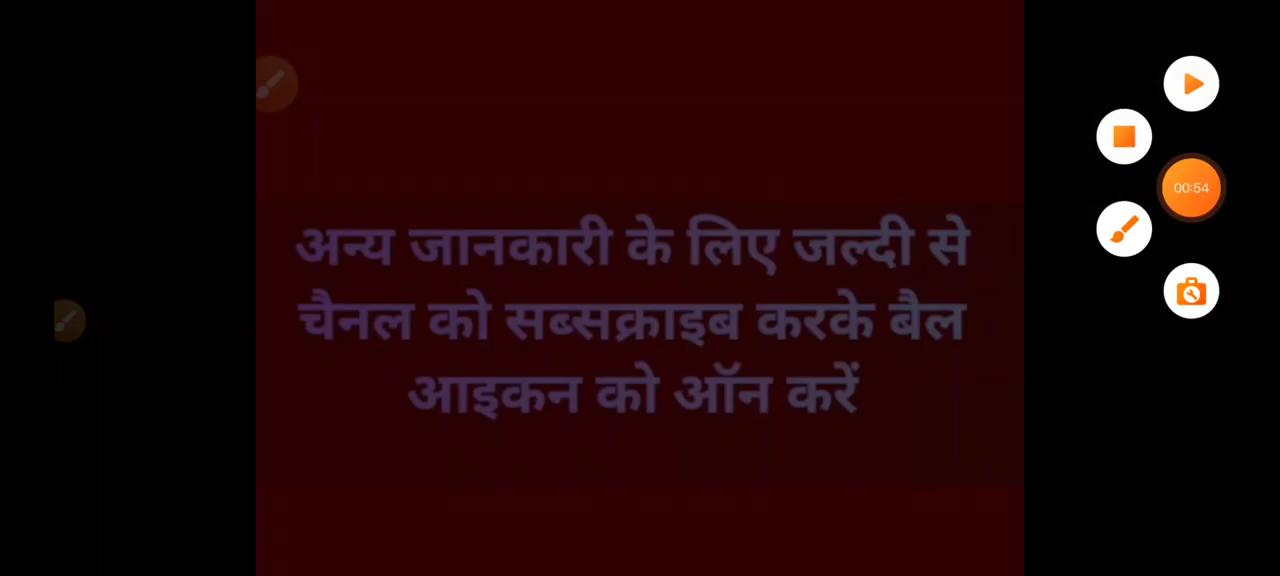 अन्य जानकारी के लिए जल्दी से
चैनल को सब्सक्राइब करके बैल
आइकन को ऑन करें
00:54